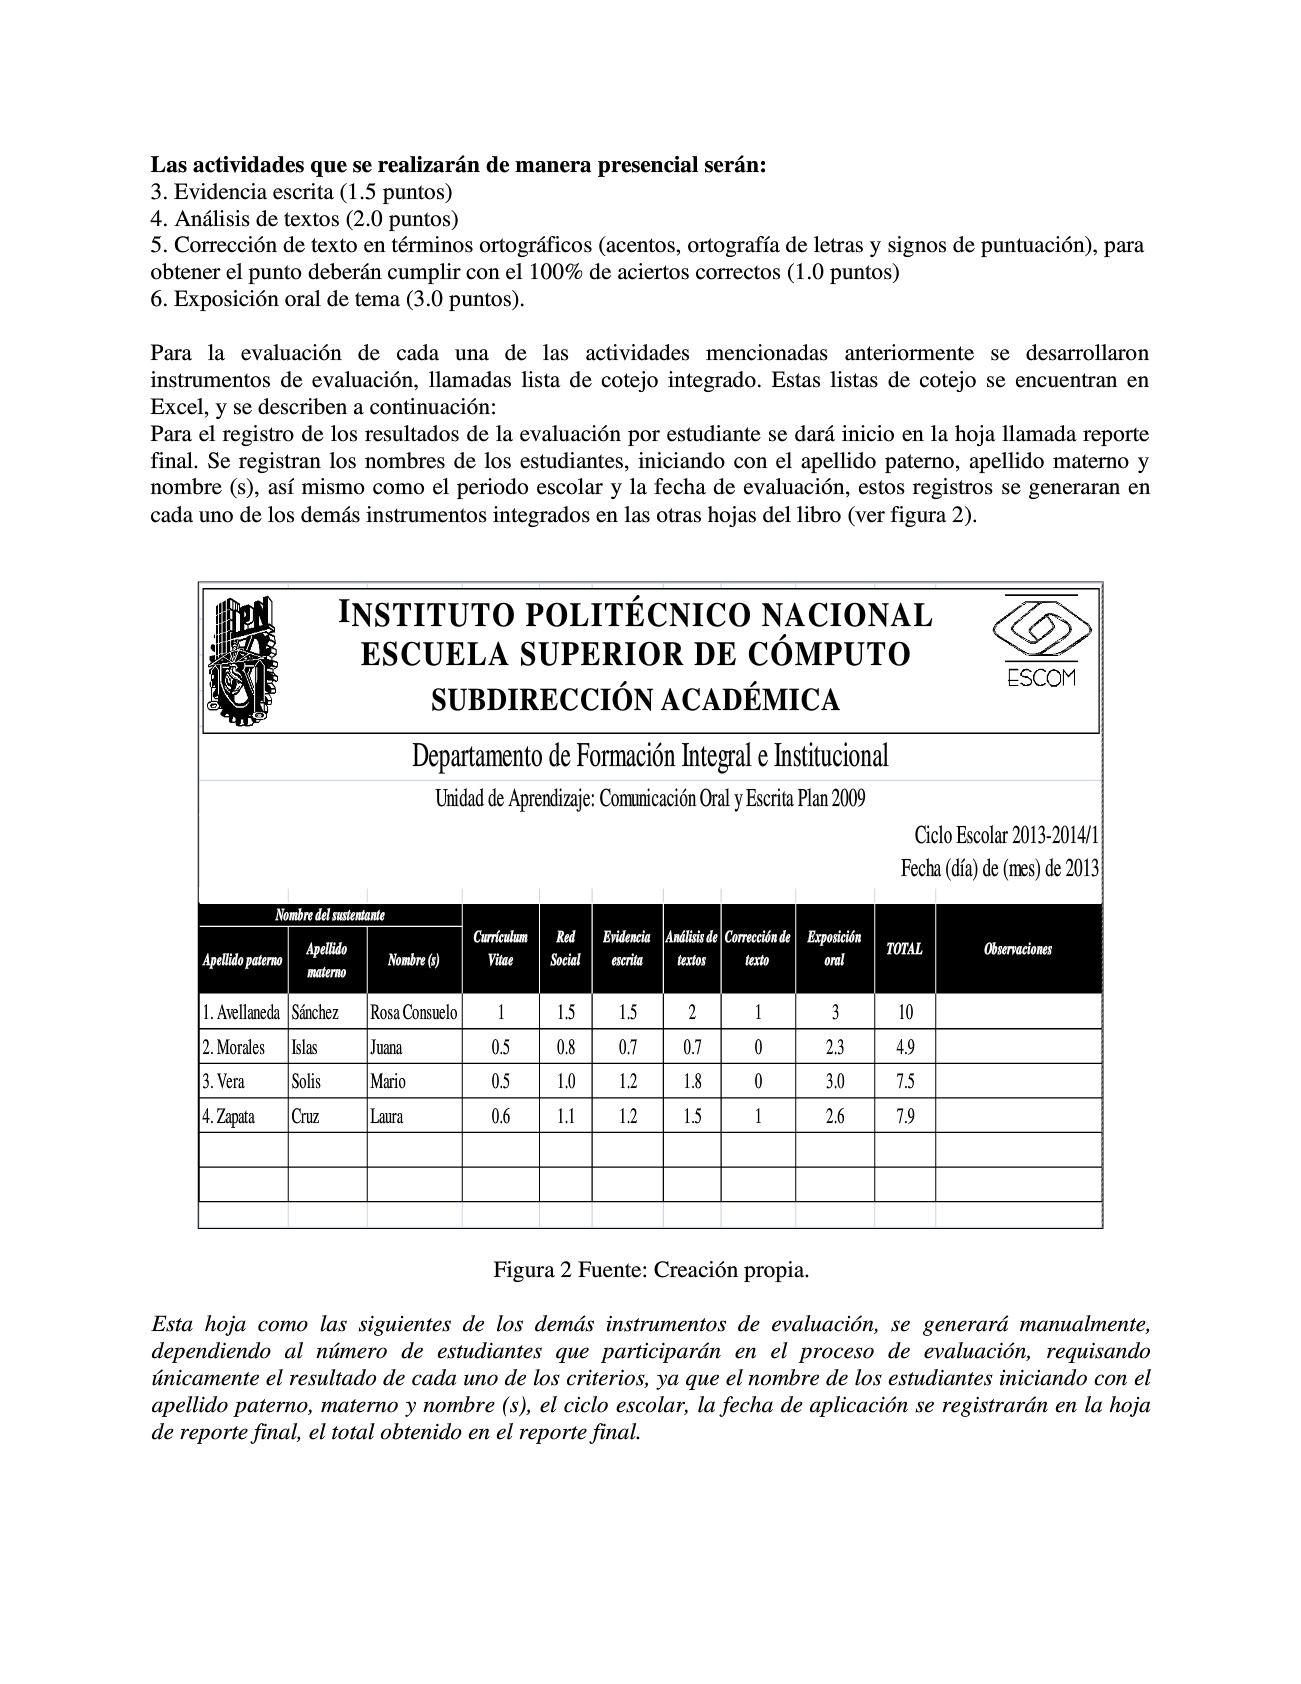 Las actividades que se realizarán de manera presencial serán:
3. Evidencia escrita (1.5 puntos)
4. Análisis de textos (2.0 puntos)
5. Corrección de texto en términos ortográficos (acentos, ortografía de letras y signos de puntuación), para
obtener el punto deberán cumplir con el 100% de aciertos correctos (1.0 puntos)
6. Exposición oral de tema (3.0 puntos).
Para la evaluación de cada una de las actividades mencionadas anteriormente se desarrollaron
instrumentos de evaluación, llamadas lista de cotejo integrado. Estas listas de cotejo se encuentran en
Excel, y se describen a continuación:
Para el registro de los resultados de la evaluación por estudiante se dará inicio en la hoja llamada reporte
final. Se registran los nombres de los estudiantes, iniciando con el apellido paterno, apellido materno y
nombre (s), así mismo como el periodo escolar y la fecha de evaluación, estos registros se generaran en
cada uno de los demás instrumentos integrados en las otras hojas del libro (ver figura 2).
IPN
INSTITUTO POLITÉCNICO NACIONAL
ESCUELA SUPERIOR DE CÓMPUTO
SUBDIRECCIÓN ACADÉMICA
ESCOM
Departamento de Formación Integral e Institucional
Unidad de Aprendizaje: Comunicación Oral y Escrita Plan 2009
Ciclo Escolar 2013-2014/1
Fecha (día) de (mes) de 2013
Nombre del sustentante
Apellido paterno Apellido materno Nombre (s) Currículum Vitae Red Social Evidencia escrita Análisis de textos Corrección de texto Exposición oral TOTAL Observaciones
1. Avellaneda Sánchez Rosa Consuelo 1 1.5 1.5 2 1 3 10
2. Morales Islas Juana 0.5 0.8 0.7 0.7 0 2.3 4.9
3. Vera Solis Mario 0.5 1.0 1.2 1.8 0 3.0 7.5
4. Zapata Cruz Laura 0.6 1.1 1.2 1.5 1 2.6 7.9
Figura 2 Fuente: Creación propia.
Esta hoja como las siguientes de los demás instrumentos de evaluación, se generará manualmente,
dependiendo al número de estudiantes que participarán en el proceso de evaluación, requisando
únicamente el resultado de cada uno de los criterios, ya que el nombre de los estudiantes iniciando con el
apellido paterno, materno y nombre (s), el ciclo escolar, la fecha de aplicación se registrarán en la hoja
de reporte final, el total obtenido en el reporte final.